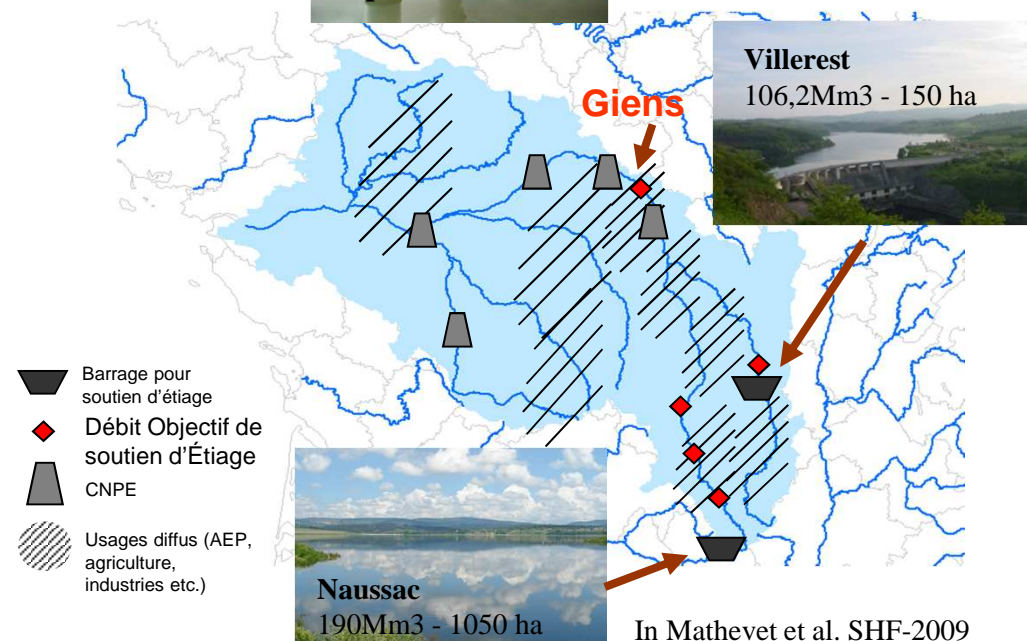 Villerest
106,2Mm3 - 150 ha
Giens
Barrage pour
soutien d'étiage
Débit Objectif de
soutien d'Étiage
CNPE
Usages diffus (AEP,
agriculture,
industries etc.)
Naussac
190Mm3 - 1050 ha
In Mathevet et al. SHF-2009